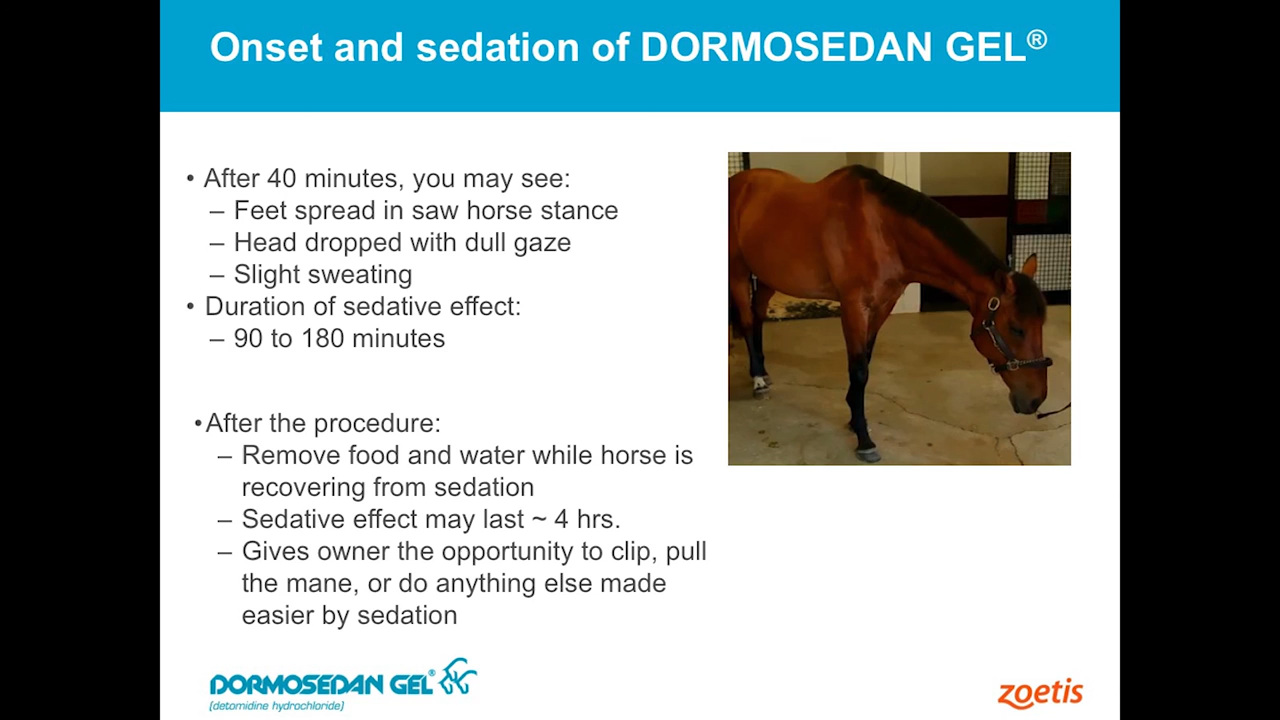 Onset and sedation of DORMOSEDAN GEL®
• After 40 minutes, you may see:
– Feet spread in saw horse stance
– Head dropped with dull gaze
– Slight sweating
• Duration of sedative effect:
– 90 to 180 minutes
• After the procedure:
– Remove food and water while horse is
recovering from sedation
– Sedative effect may last ~ 4 hrs.
– Gives owner the opportunity to clip, pull
the mane, or do anything else made
easier by sedation
DORMOSEDAN GEL®
(detomidine hydrochloride)
zoetis